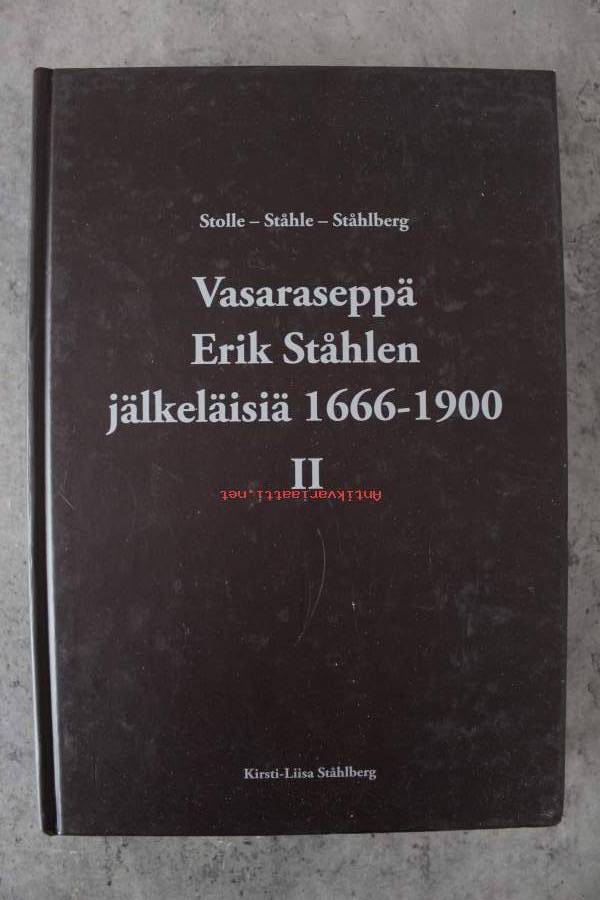 Stolle – Ståhle – Ståhlberg
Vasaraseppä
Erik Ståhlen
jälkeläisiä 1666-1900
II
Antikvariaatti.net
Kirsti-Liisa Ståhlberg